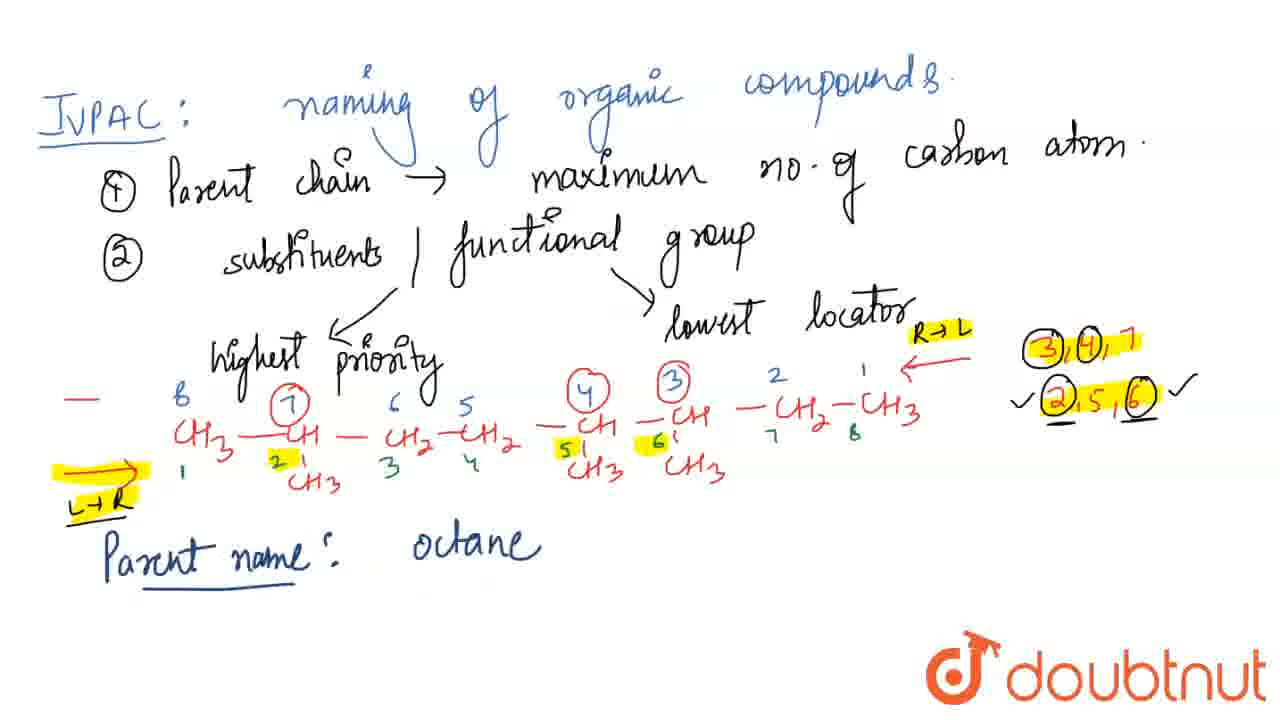 IUPAC: naming of organic compounds.
① Parent chain → maximum no. of carbon atom.
② substituents / functional group
highest priority
lowest locator
R→L
3, 4, 7
2, 5, 6
8 7 6 5 4 3 2 1
CH3 — CH — CH2 — CH2 — CH — CH — CH2 — CH3
1 2 3 4 5 6 7 8
CH3 CH3 CH3
L→R
Parent name: octane
doubtnut